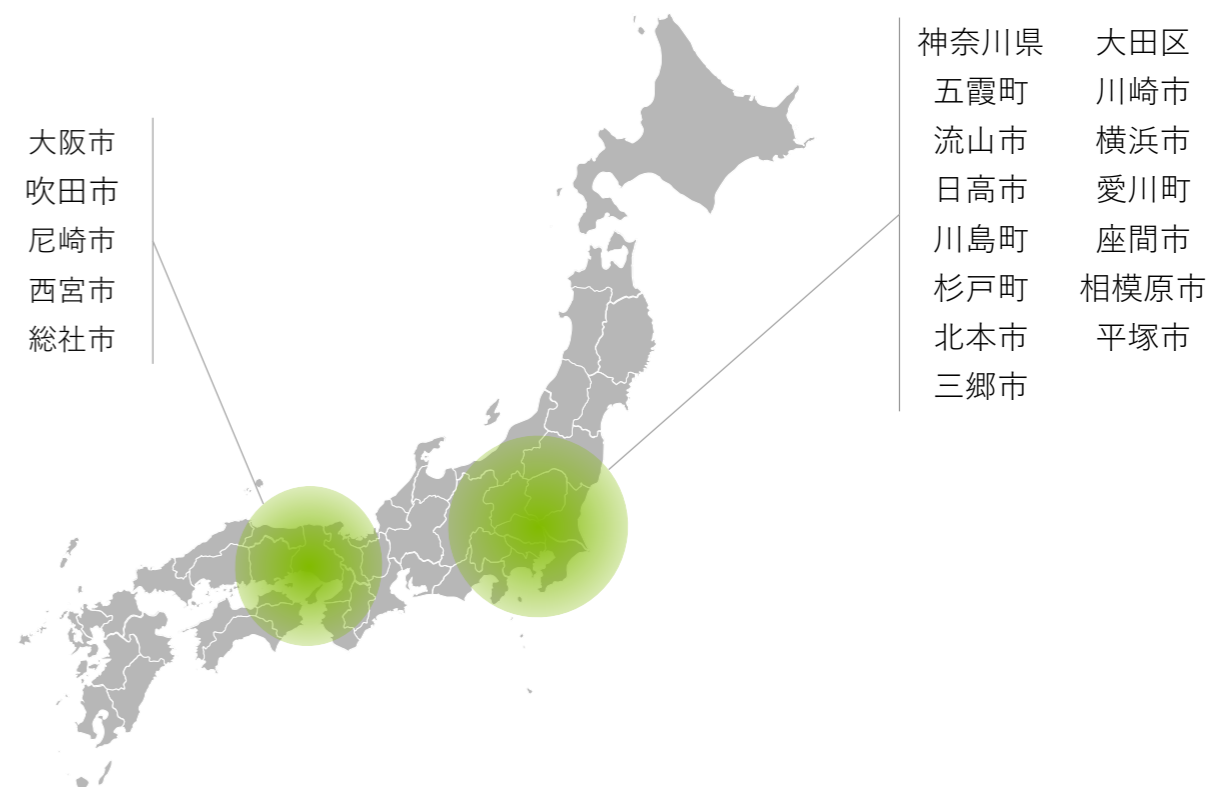 大阪市
吹田市
尼崎市
西宮市
総社市
神奈川県
五霞町
流山市
日高市
川島町
杉戸町
北本市
三郷市
大田区
川崎市
横浜市
愛川町
座間市
相模原市
平塚市